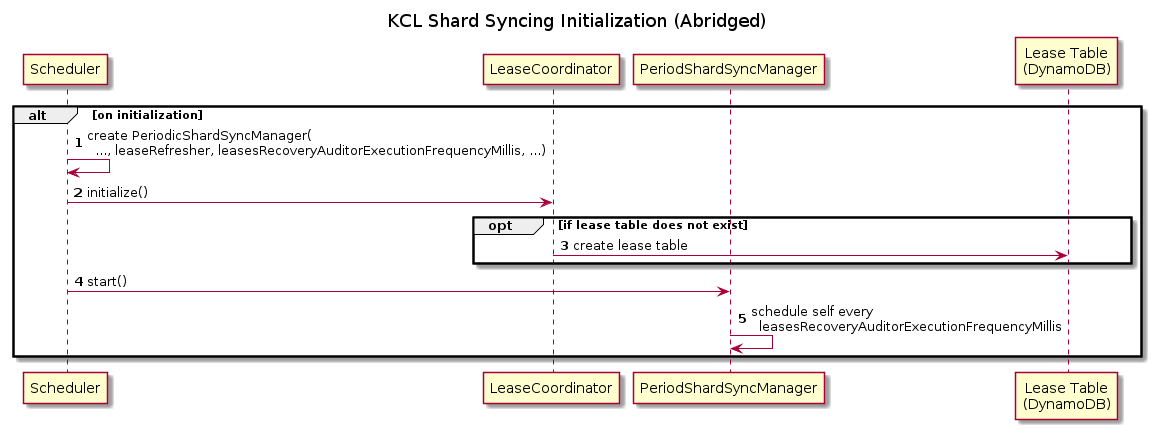 KCL Shard Syncing Initialization (Abridged)
Scheduler
LeaseCoordinator
PeriodShardSyncManager
Lease Table
(DynamoDB)
alt
[on initialization]
1 create PeriodicShardSyncManager(
..., leaseRefresher, leasesRecoveryAuditorExecutionFrequencyMillis, ...)
2 initialize()
opt
[if lease table does not exist]
3 create lease table
4 start()
5 schedule self every
leasesRecoveryAuditorExecutionFrequencyMillis
Scheduler
LeaseCoordinator
PeriodShardSyncManager
Lease Table
(DynamoDB)